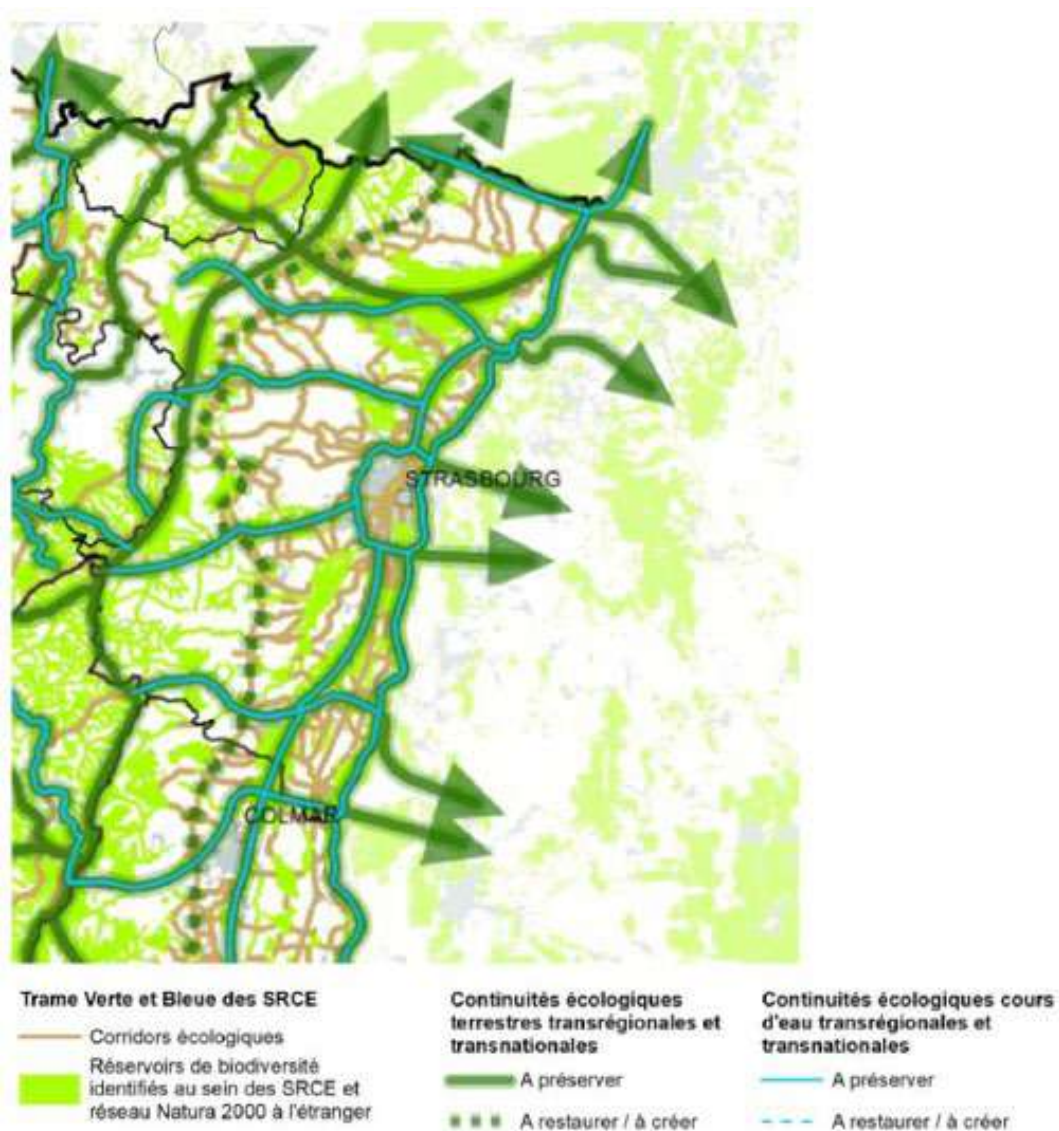 STRASBOURG
COLMAR
Trame Verte et Bleue des SRCE
Corridors écologiques
Réservoirs de biodiversité
identifiés au sein des SRCE et
réseau Natura 2000 à l'étranger
Continuités écologiques
terrestres transrégionales et
transnationales
A préserver
A restaurer / à créer
Continuités écologiques cours
d'eau transrégionales et
transnationales
A préserver
A restaurer / à créer